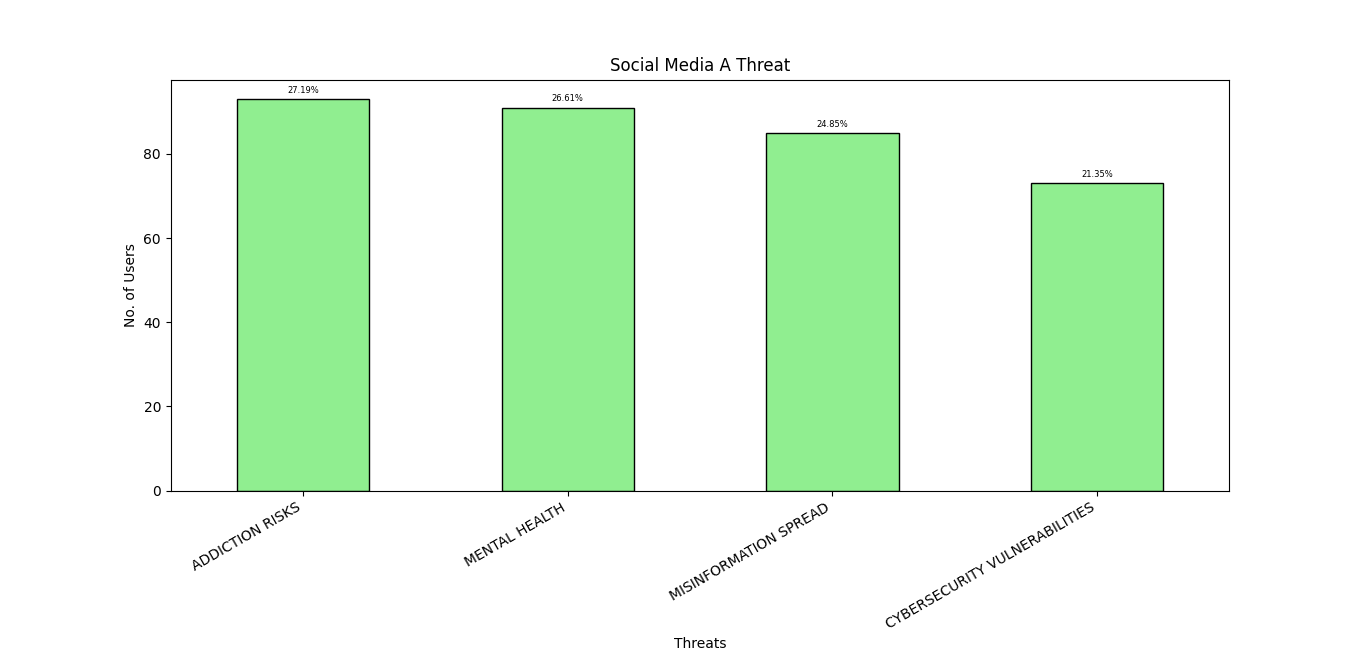 Social Media A Threat
27.19%
26.61%
24.85%
21.35%
No. of Users
80
60
40
20
0
ADDICTION RISKS
MENTAL HEALTH
MISINFORMATION SPREAD
CYBERSECURITY VULNERABILITIES
Threats